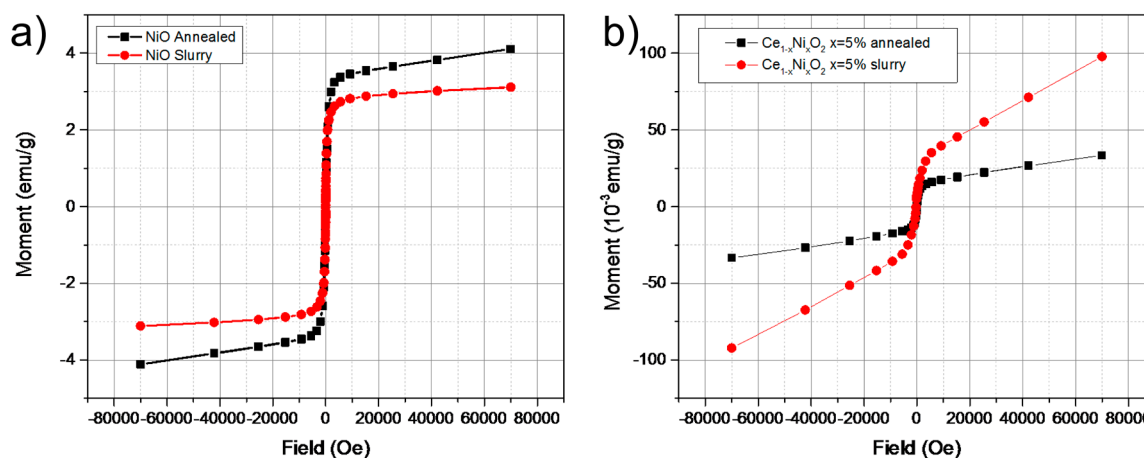 a)
NiO Annealed
NiO Slurry
Moment (emu/g)
4
2
0
-2
-4
-80000 -60000 -40000 -20000 0 20000 40000 60000 80000
Field (Oe)
b)
Ce1-xNixO2 x=5% annealed
Ce1-xNixO2 x=5% slurry
Moment (10-3 emu/g)
100
50
0
-50
-100
-80000 -60000 -40000 -20000 0 20000 40000 60000 80000
Field (Oe)